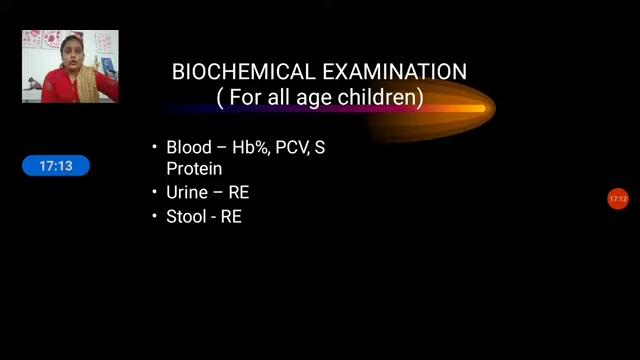 BIOCHEMICAL EXAMINATION
( For all age children)
• Blood – Hb%, PCV, S
Protein
• Urine – RE
• Stool - RE
17:13
17:12